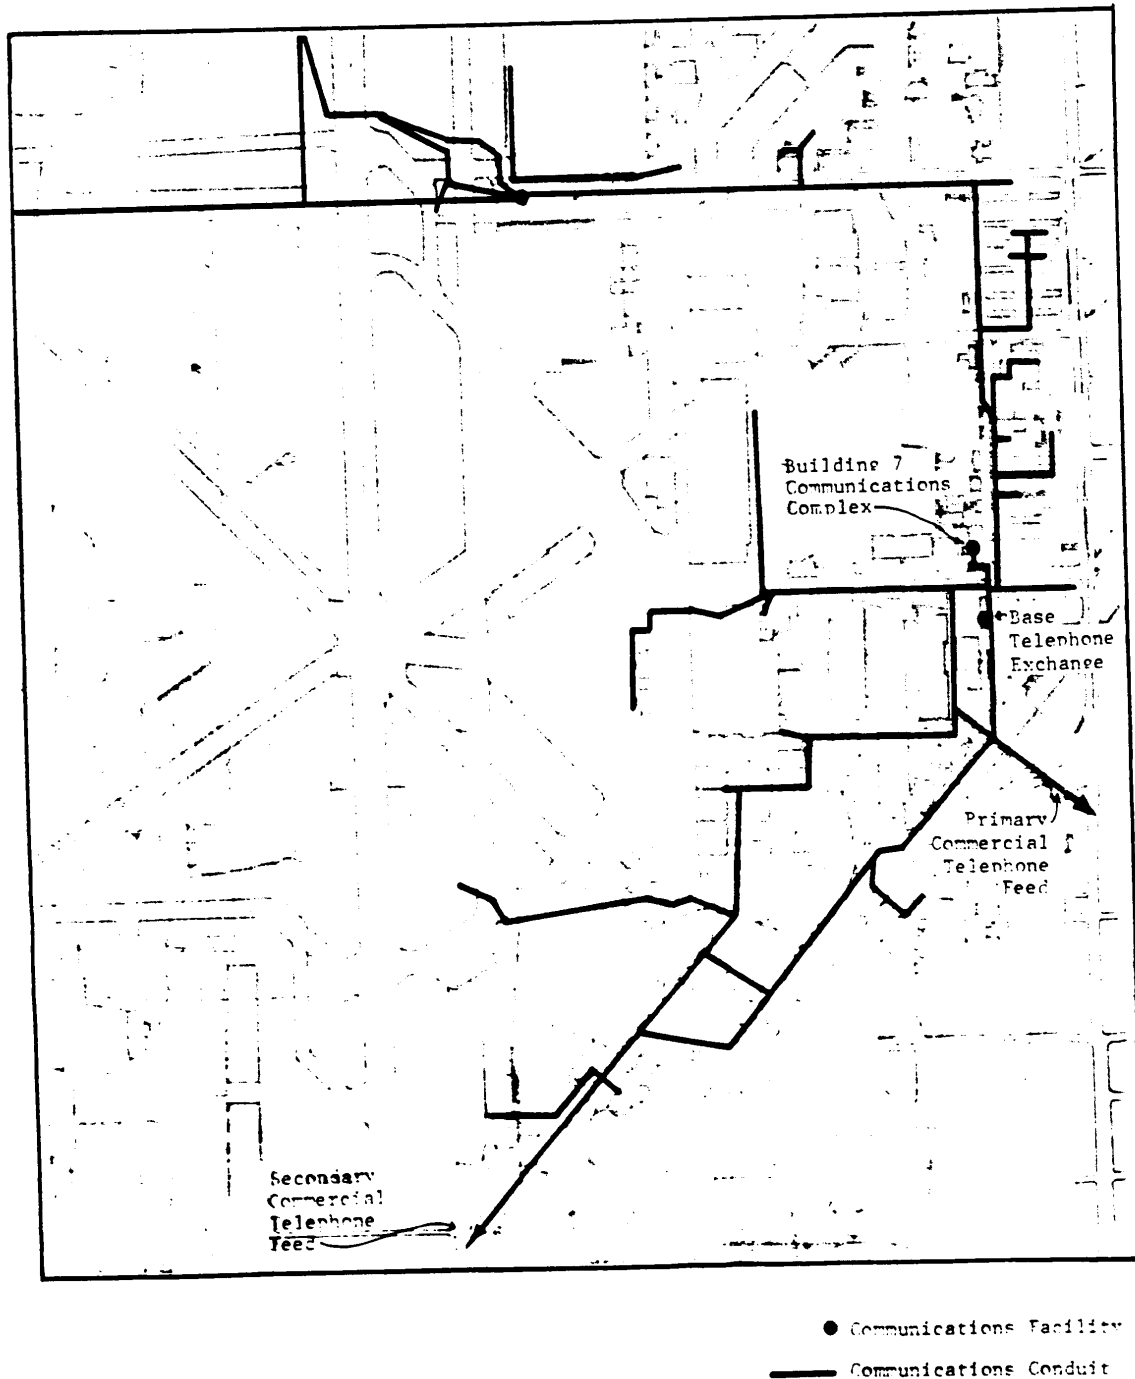 Building 7
Communications
Complex
Base
Telephone
Exchange
Primary
Commercial
Telephone
Feed
Secondary
Commercial
Telephone
Feed
Communications Facility
Communications Conduit